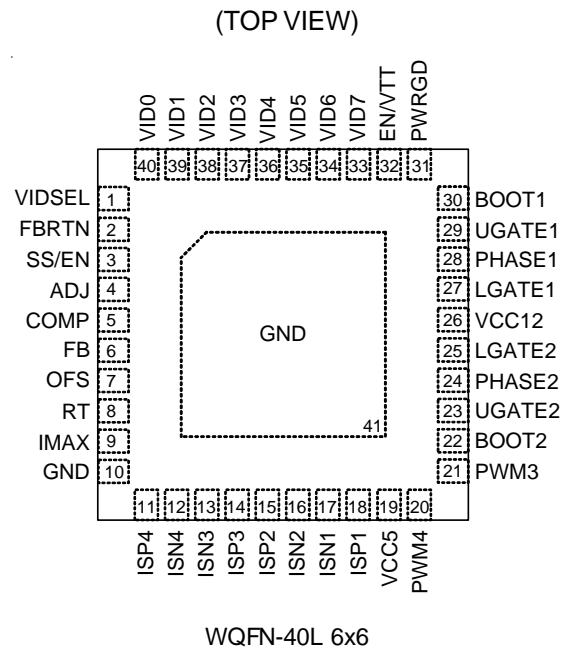 (TOP VIEW)
VID0 VID1 VID2 VID3 VID4 VID5 VID6 VID7 EN/VTT PWRGD
40 39 38 37 36 35 34 33 32 31
VIDSEL 1
FBRTN 2
SS/EN 3
ADJ 4
COMP 5
FB 6
OFS 7
RT 8
IMAX 9
GND 10
30 BOOT1
29 UGATE1
28 PHASE1
27 LGATE1
26 VCC12
25 LGATE2
24 PHASE2
23 UGATE2
22 BOOT2
21 PWM3
GND
41
11 12 13 14 15 16 17 18 19 20
ISP4 ISN4 ISN3 ISP3 ISP2 ISN2 ISN1 ISP1 VCC5 PWM4
WQFN-40L 6x6